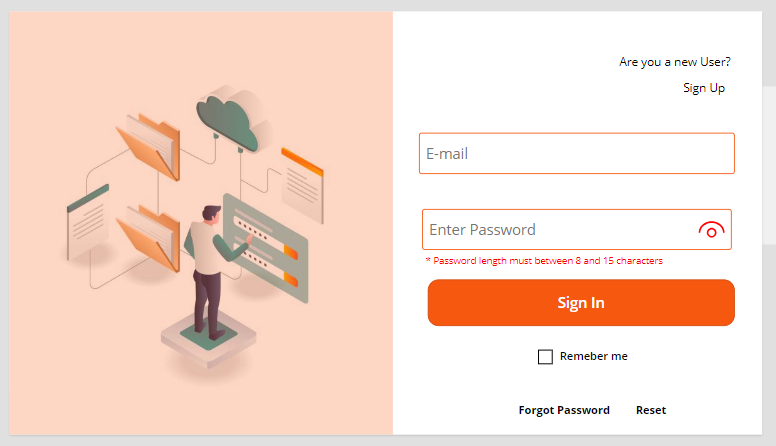 Are you a new User?
Sign Up
E-mail
Enter Password
* Password length must between 8 and 15 characters
Sign In
Remeber me
Forgot Password Reset